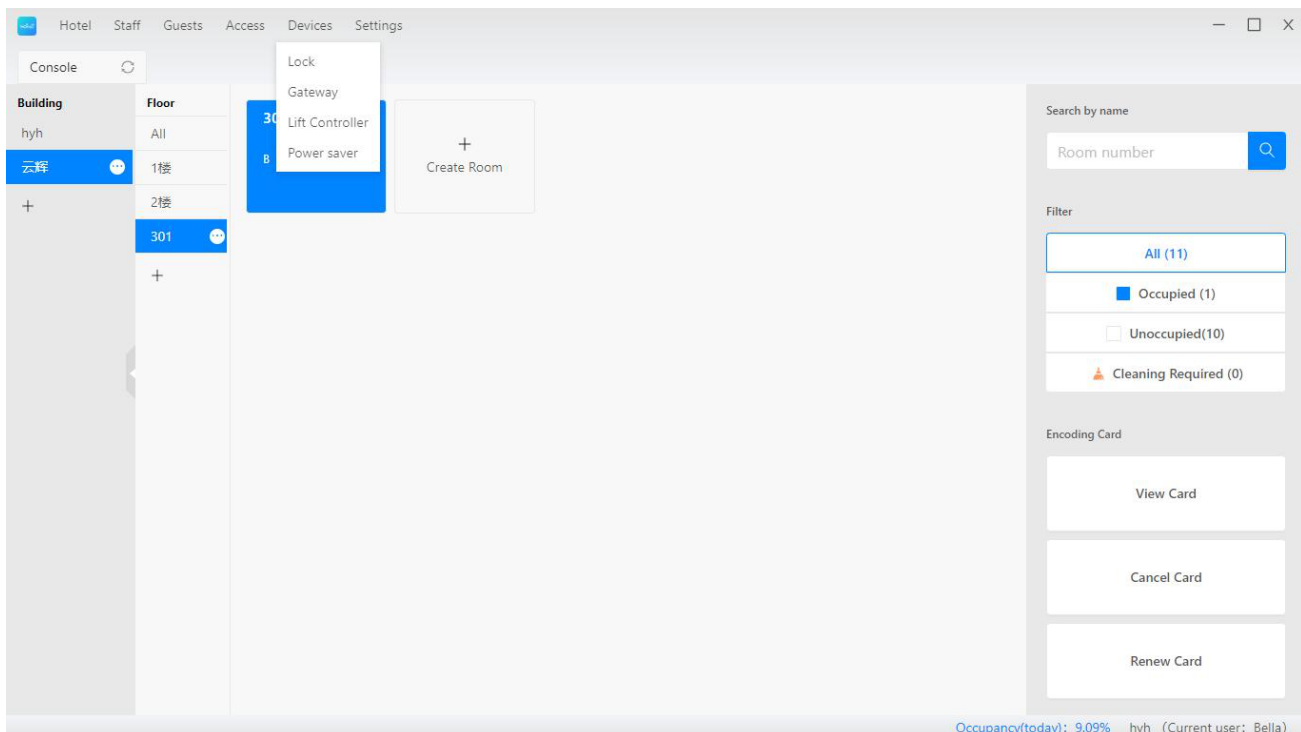 Hotel Staff Guests Access Devices Settings
Console
Lock
Gateway
Lift Controller
Power saver
Building
hyh
云辉
Floor
All
1楼
2楼
301
30
B
Create Room
Search by name
Room number
Filter
All (11)
Occupied (1)
Unoccupied(10)
Cleaning Required (0)
Encoding Card
View Card
Cancel Card
Renew Card
Occupancy(today): 9.09% hyh (Current user: Bella)